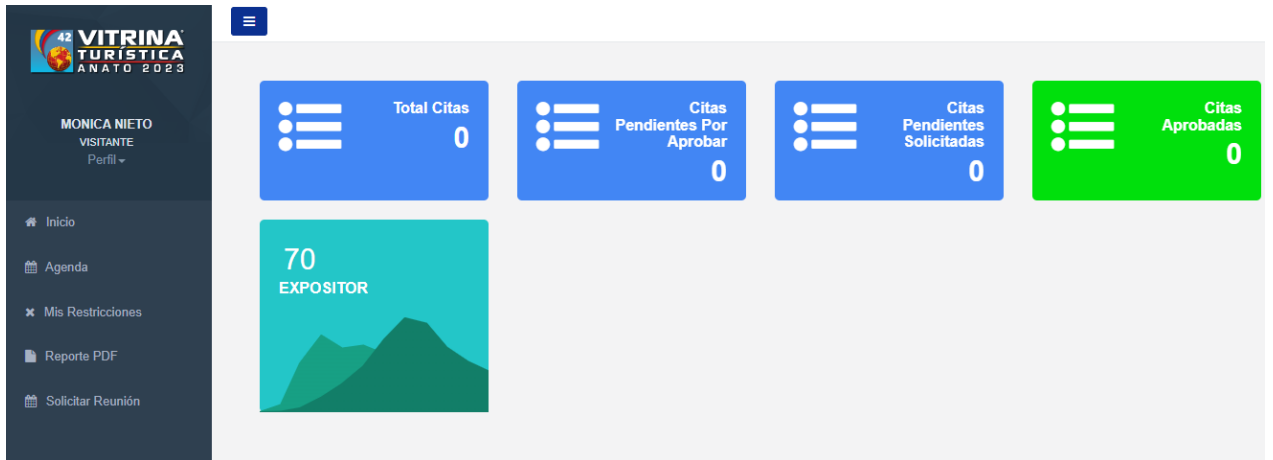 42 VITRINA
TURÍSTICA
ANATO 2023
MONICA NIETO
VISITANTE
Perfil
Inicio
Agenda
Mis Restricciones
Reporte PDF
Solicitar Reunión
Total Citas
0
Citas
Pendientes Por
Aprobar
0
Citas
Pendientes
Solicitadas
0
Citas
Aprobadas
0
70
EXPOSITOR